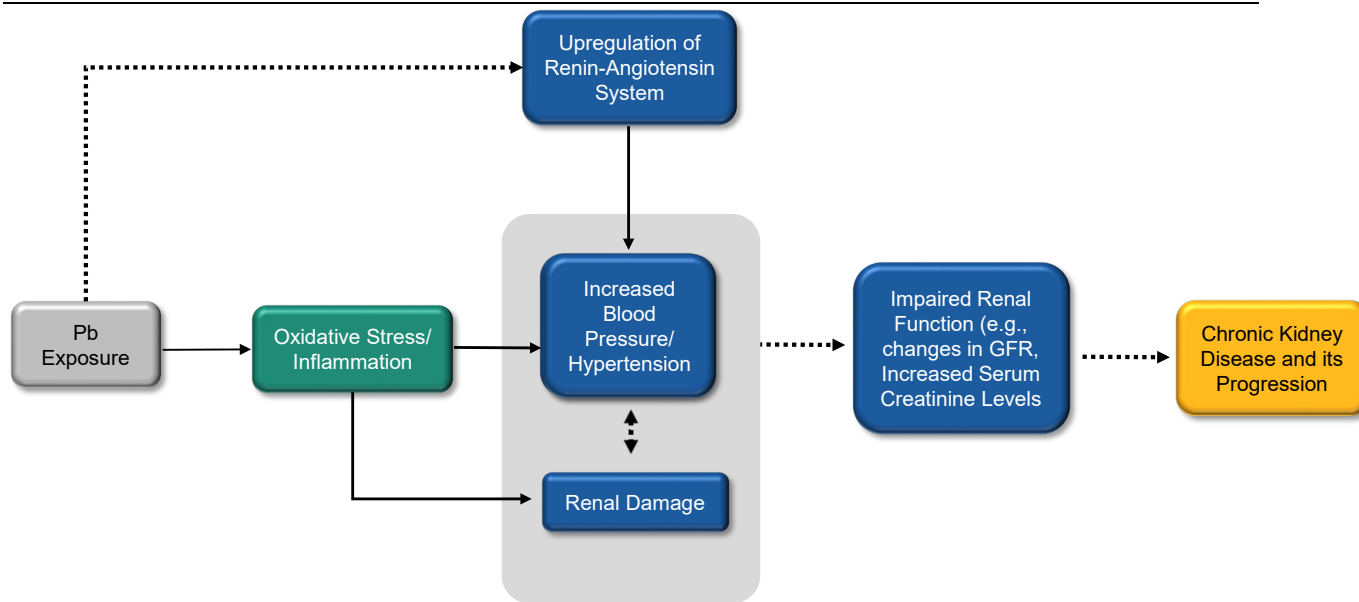 Upregulation of
Renin-Angiotensin
System
Pb
Exposure
Oxidative Stress/
Inflammation
Increased
Blood
Pressure/
Hypertension
Renal Damage
Impaired Renal
Function (e.g.,
changes in GFR,
Increased Serum
Creatinine Levels
Chronic Kidney
Disease and its
Progression